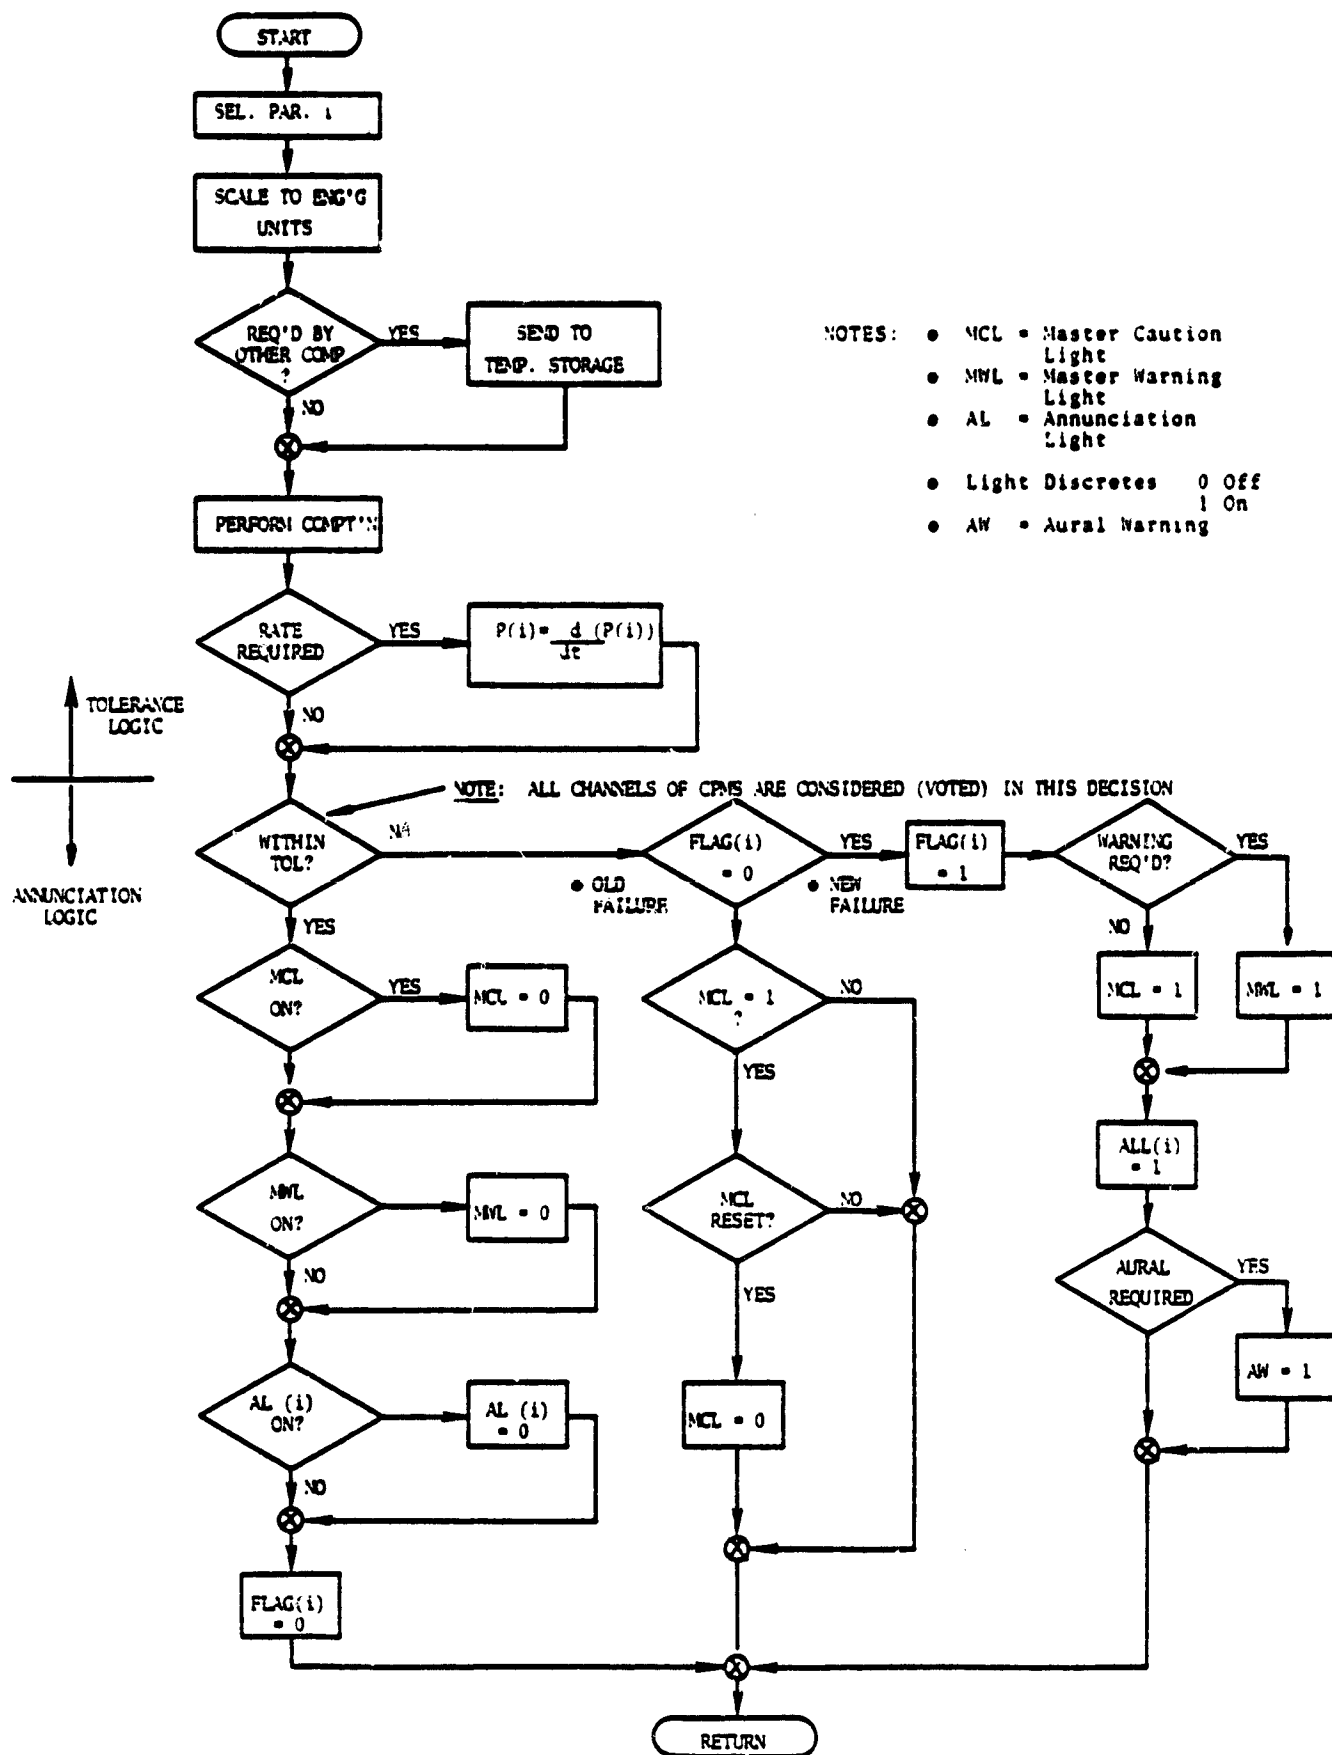 START
SEL. PAR. i
SCALE TO ENG'G
UNITS
REQ'D BY
OTHER COMP
?
YES
SEND TO
TEMP. STORAGE
NO
NOTES: • MCL = Master Caution
Light
• MWL = Master Warning
Light
• AL = Annunciation
Light
• Light Discretes 0 Off
1 On
• AW = Aural Warning
PERFORM COMPT'N
RATE
REQUIRED
YES
P(i)= d (P(i))
dt
NO
TOLERANCE
LOGIC
ANNUNCIATION
LOGIC
NOTE: ALL CHANNELS OF CPMS ARE CONSIDERED (VOTED) IN THIS DECISION
WITHIN
TOL?
• OLD
FAILURE
FLAG(i)
= 0
YES
• NEW
FAILURE
FLAG(i)
= 1
WARNING
REQ'D?
YES
NO
MCL = 1
MWL = 1
ALL(i)
= 1
AURAL
REQUIRED
YES
AW = 1
YES
MCL
ON?
YES
MCL = 0
MWL
ON?
MWL = 0
NO
AL (i)
ON?
AL (i)
= 0
NO
FLAG(i)
= 0
MCL = 1
?
NO
YES
MCL
RESET?
NO
YES
MCL = 0
RETURN